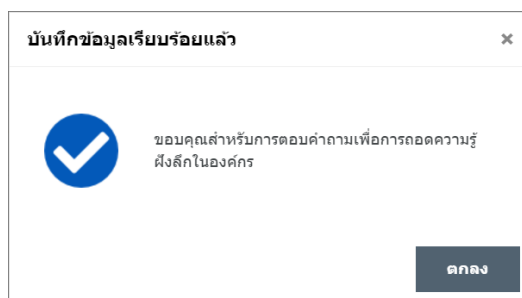 บันทึกข้อมูลเรียบร้อยแล้ว
ขอบคุณสำหรับการตอบคำถามเพื่อการถอดความรู้
ฝังลึกในองค์กร
ตกลง